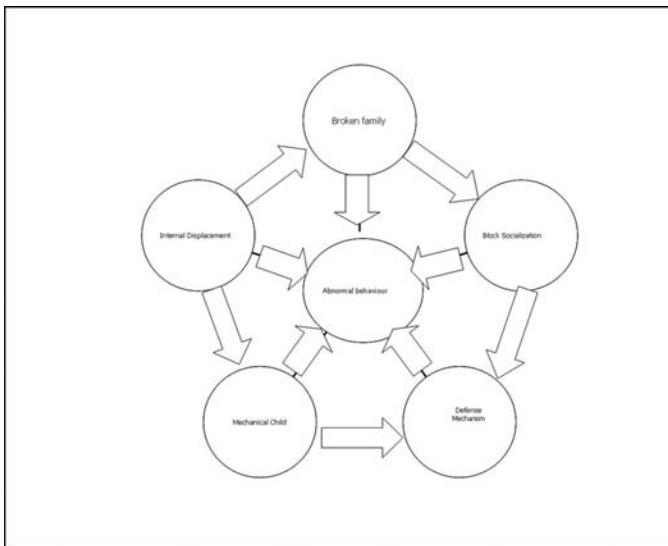 Broken family
Internal Displacement
Block Socialization
Abnormal behaviour
Mechanical Child
Defense
Mechanism